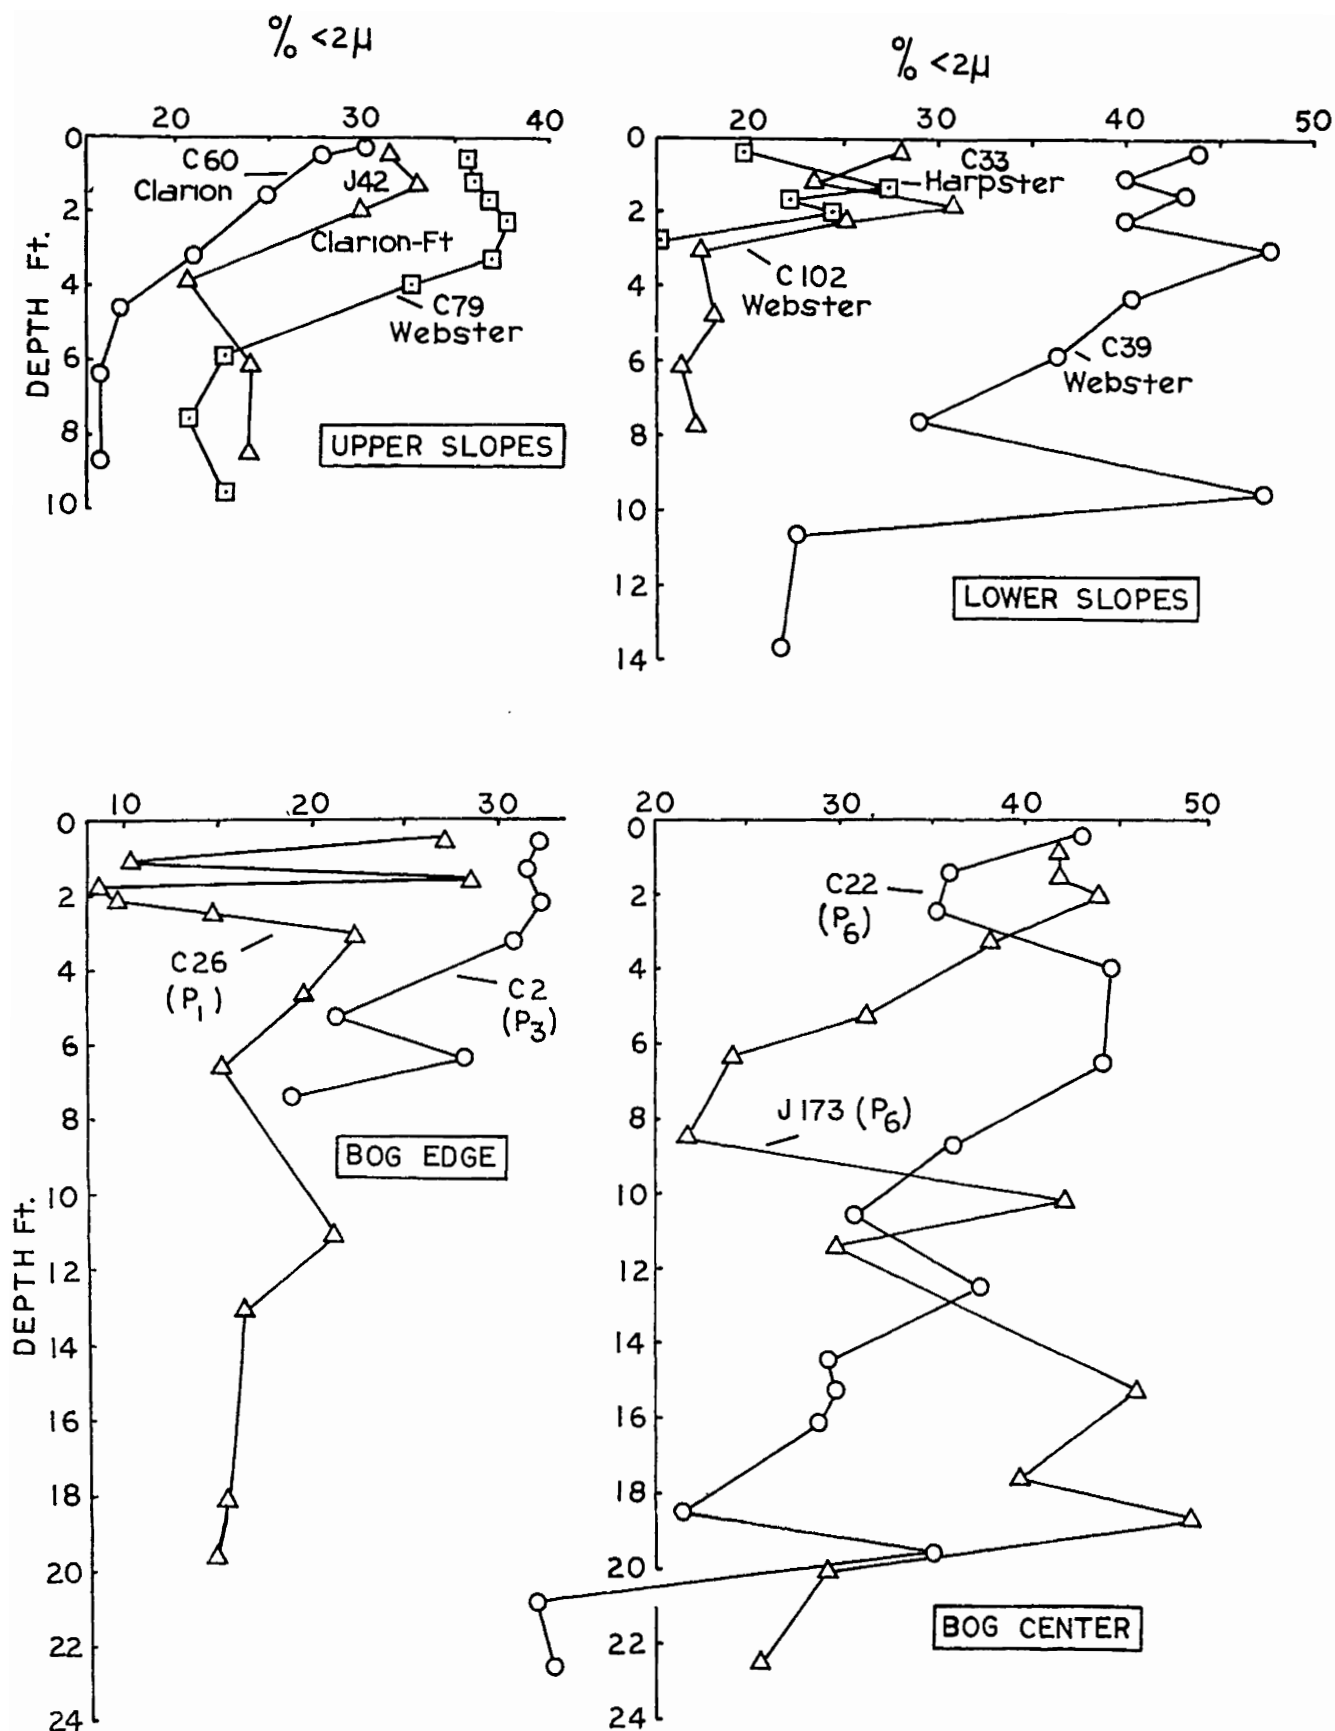 % <2μ
20 30 40
0
2
4
6
8
10
DEPTH Ft.
C60
Clarion
J42
Clarion-Ft
C79
Webster
UPPER SLOPES
% <2μ
20 30 40 50
0
2
4
6
8
10
12
14
C33
Harpster
C102
Webster
C39
Webster
LOWER SLOPES
10 20 30
0
2
4
6
8
10
12
14
16
18
20
22
24
DEPTH Ft.
C26
(P1)
C2
(P3)
BOG EDGE
20 30 40 50
0
2
4
6
8
10
12
14
16
18
20
22
24
C22
(P6)
J173 (P6)
BOG CENTER